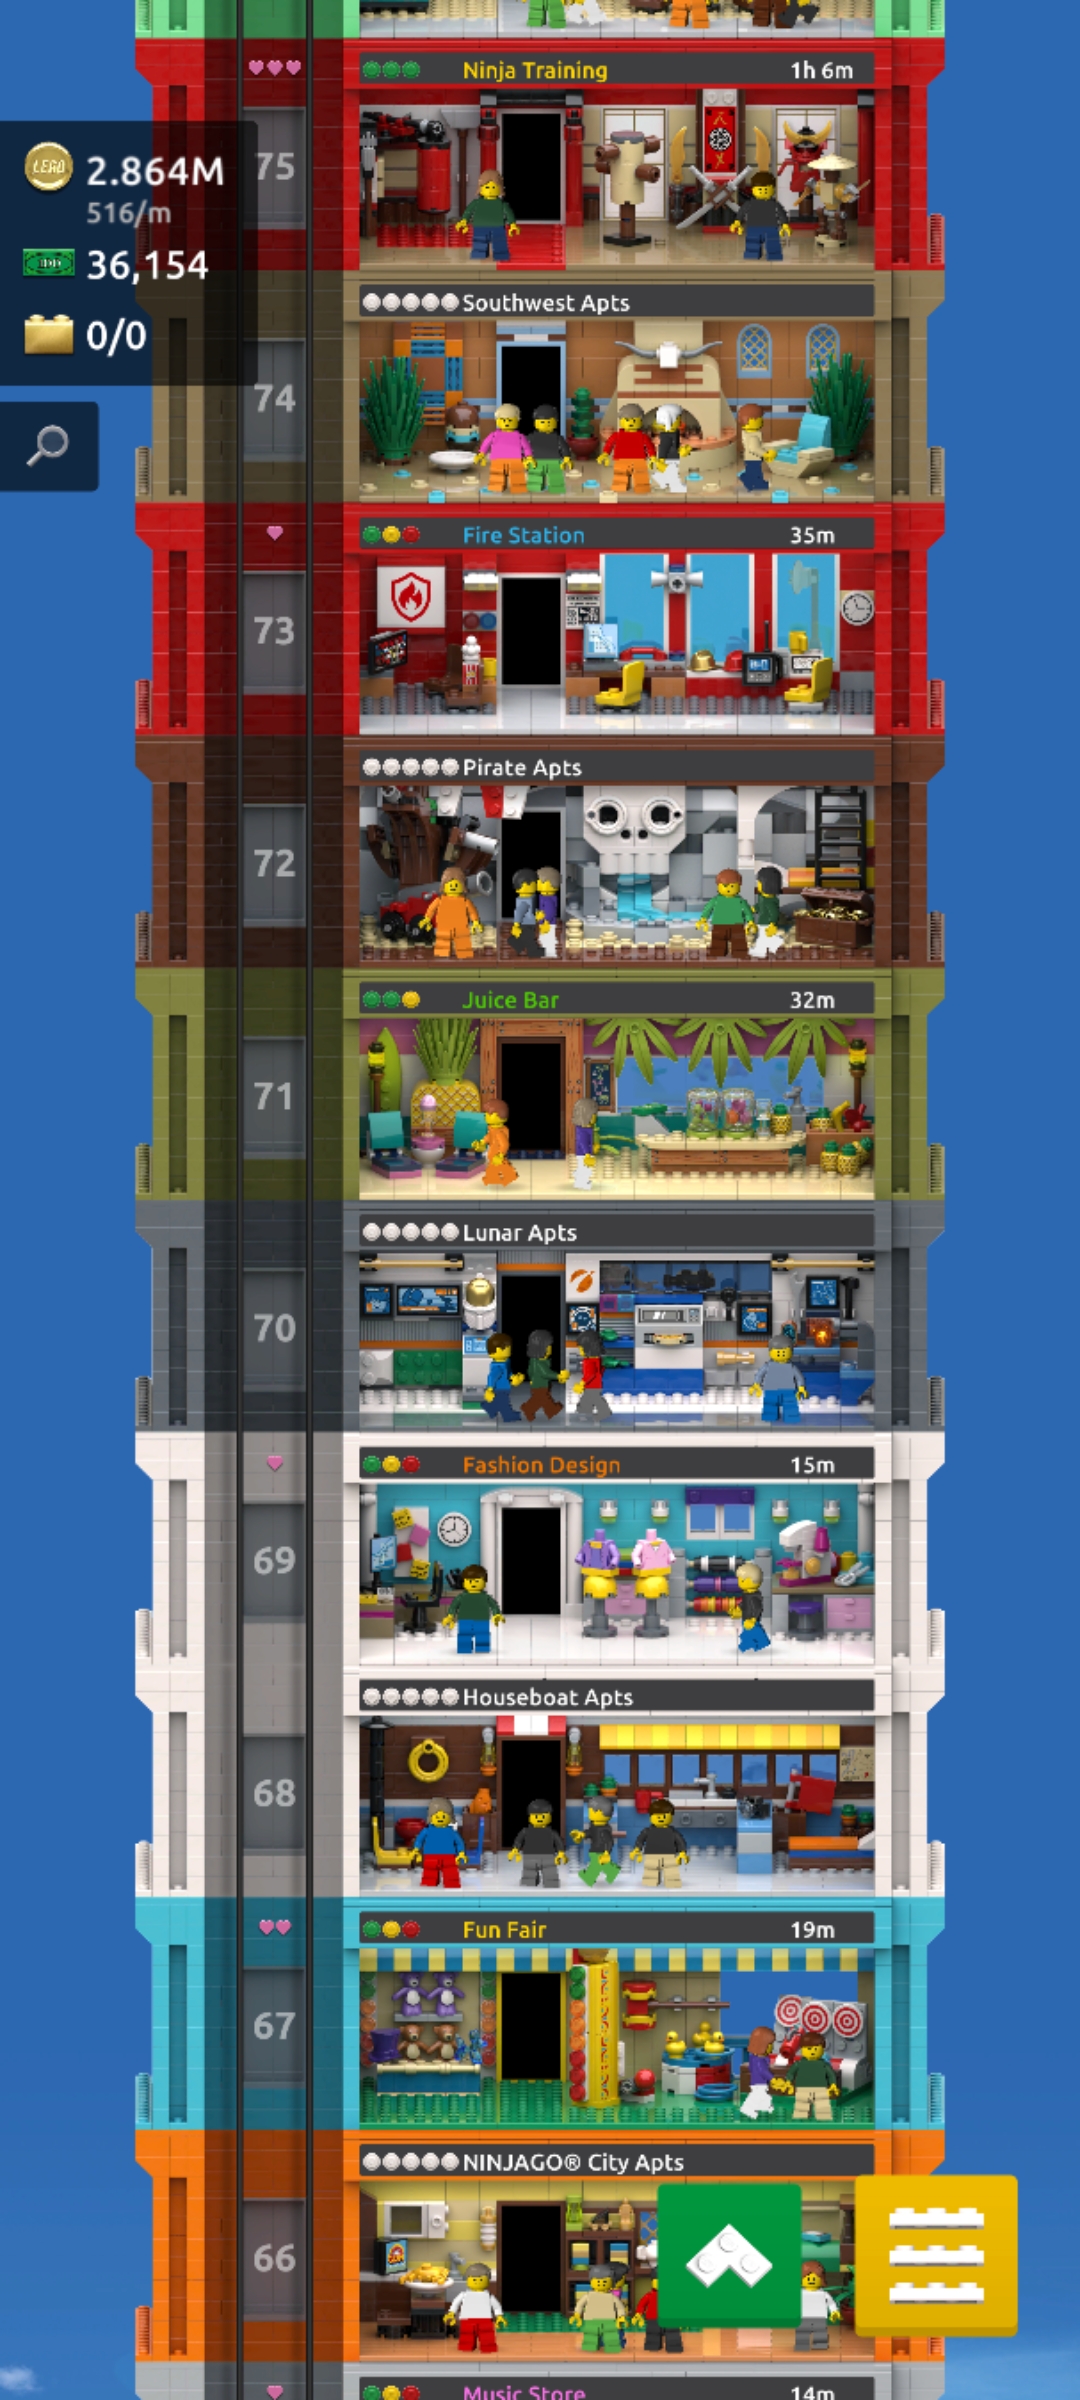 Ninja Training 1h 6m
75
LEGO 2.864M
516/m
36,154
0/0
Southwest Apts
74
Fire Station 35m
73
Pirate Apts
72
Juice Bar 32m
71
Lunar Apts
70
Fashion Design 15m
69
Houseboat Apts
68
Fun Fair 19m
67
NINJAGO® City Apts
66
Music Store 14m